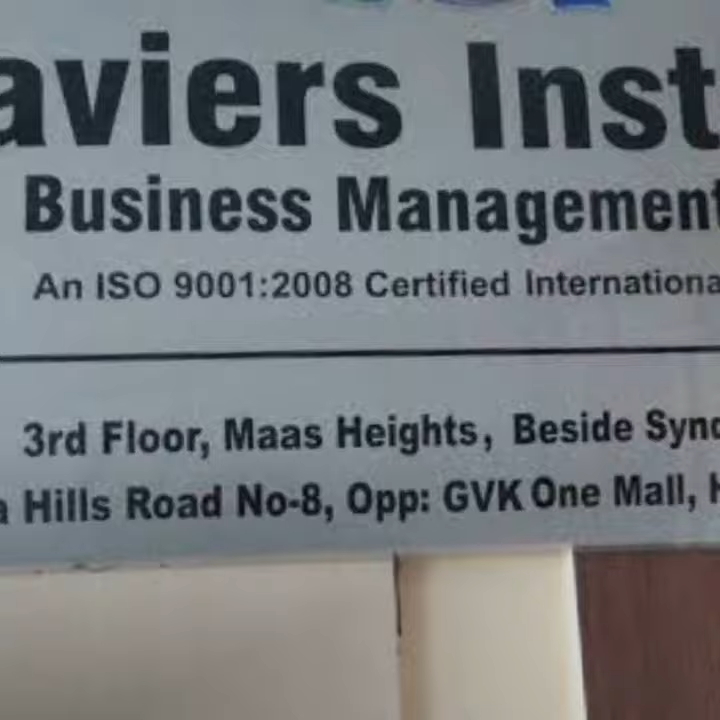 aviers Inst
Business Management
An ISO 9001:2008 Certified Internationa
3rd Floor, Maas Heights, Beside Synd
a Hills Road No-8, Opp: GVK One Mall, H